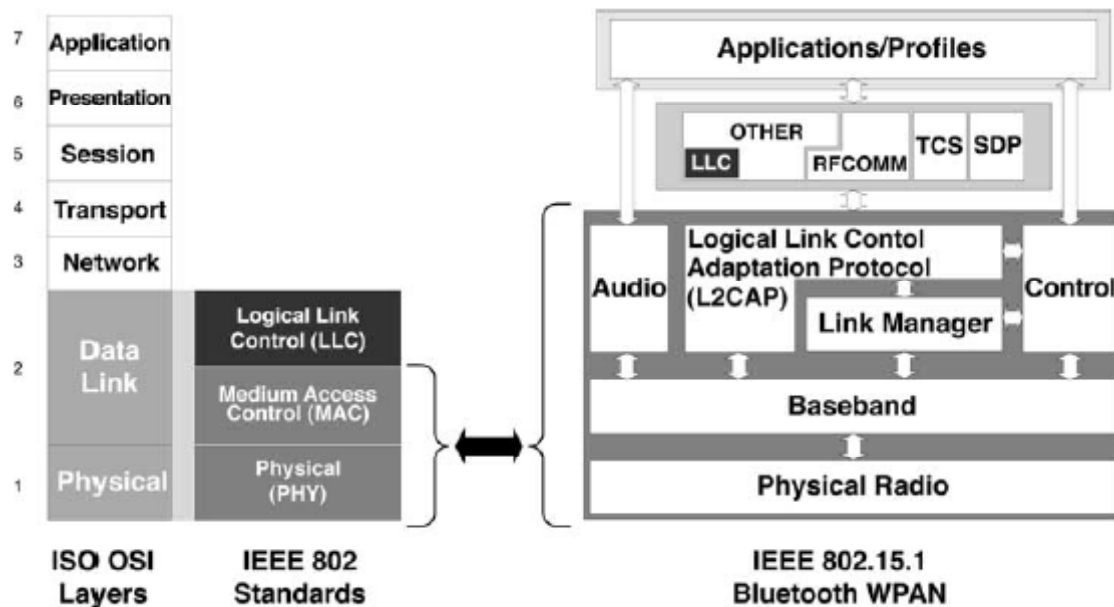 7
Application
6
Presentation
5
Session
4
Transport
3
Network
2
Data
Link
1
Physical
ISO OSI
Layers
Logical Link
Control (LLC)
Medium Access
Control (MAC)
Physical
(PHY)
IEEE 802
Standards
Applications/Profiles
OTHER
LLC
RFCOMM
TCS
SDP
Audio
Logical Link Contol
Adaptation Protocol
(L2CAP)
Link Manager
Control
Baseband
Physical Radio
IEEE 802.15.1
Bluetooth WPAN